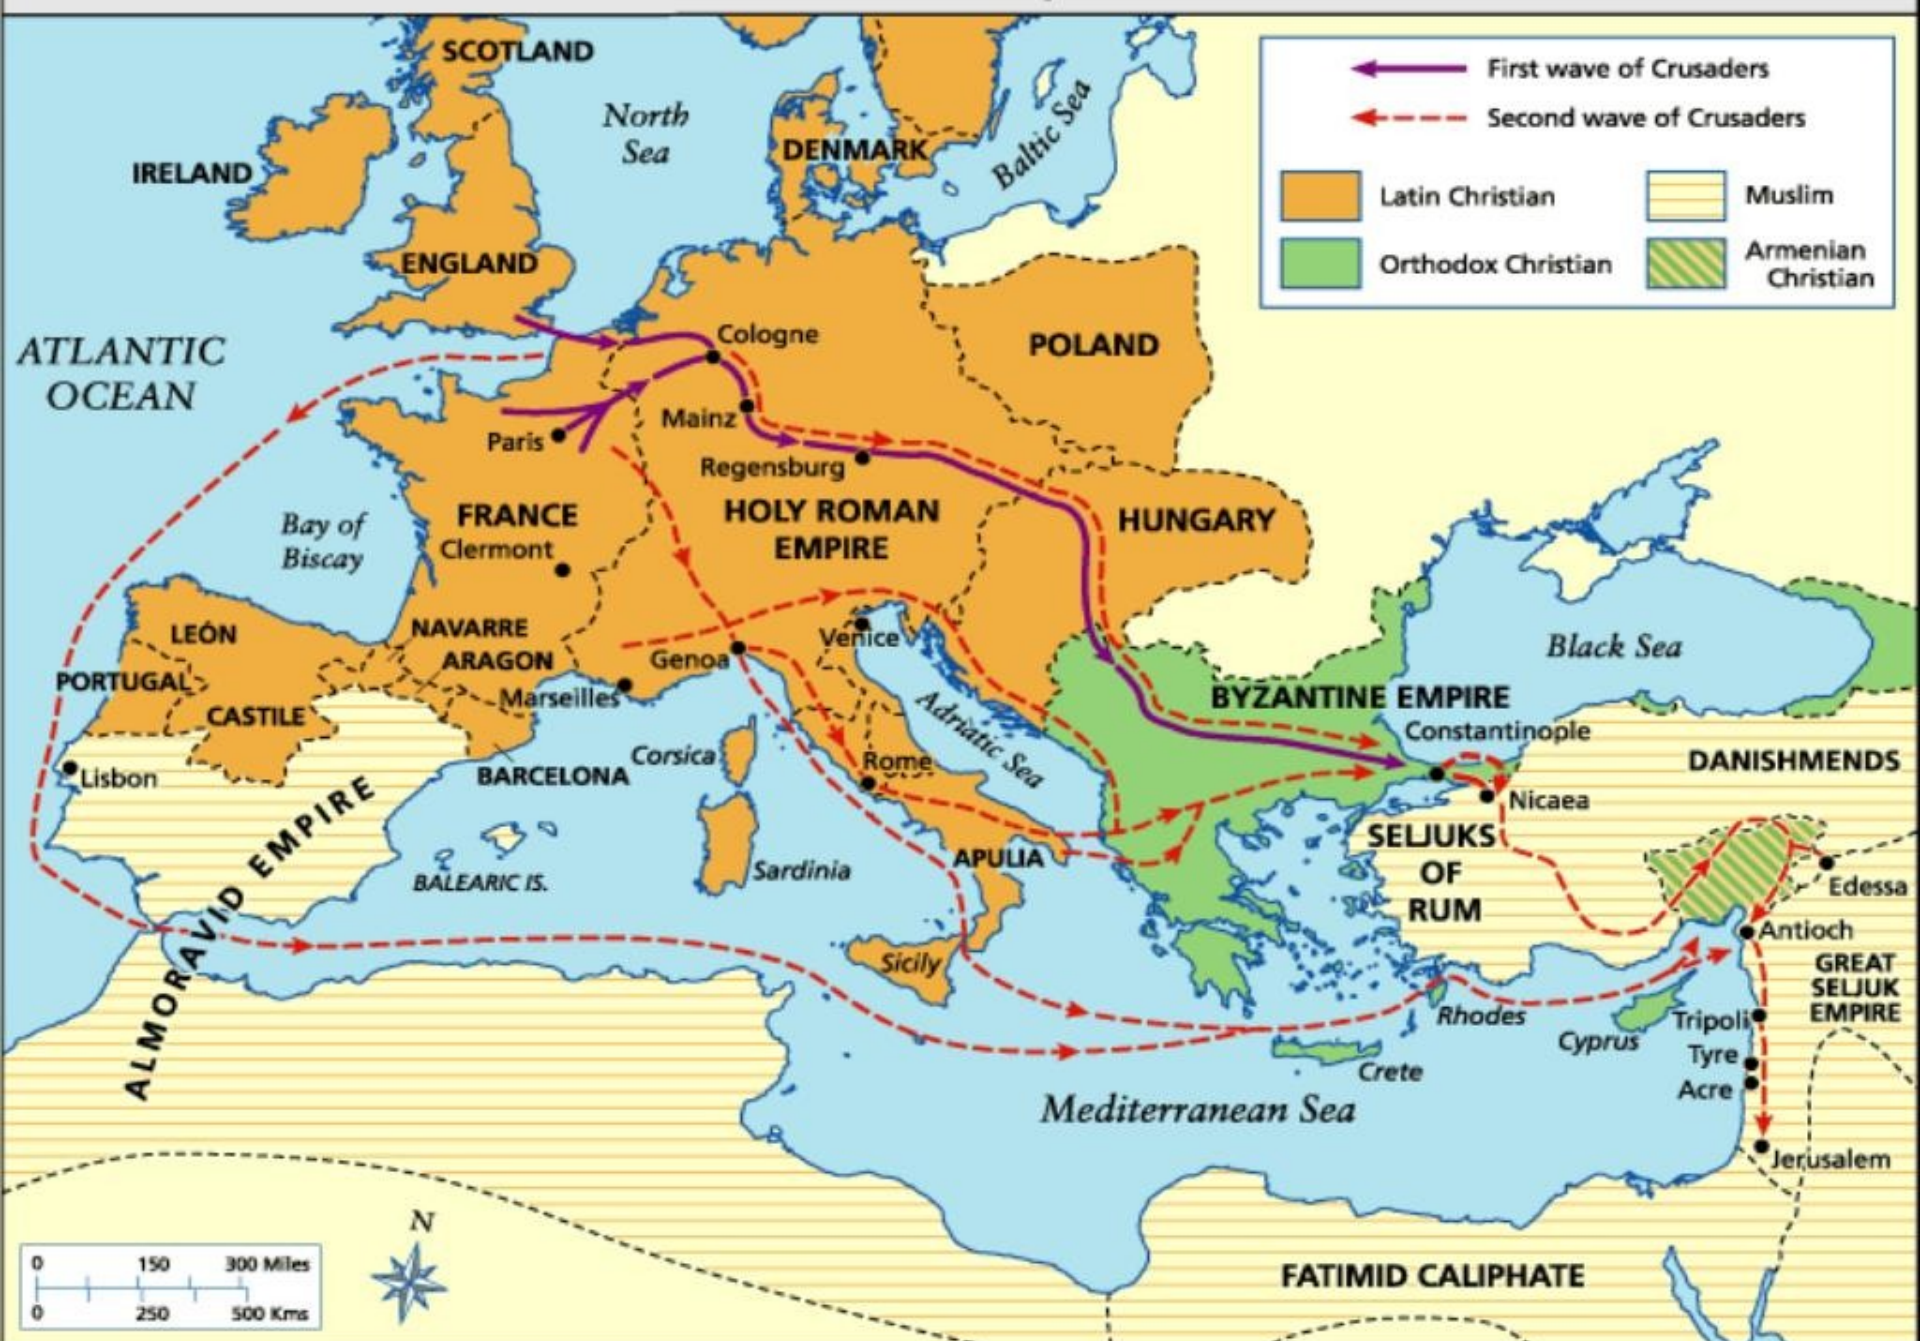 SCOTLAND
North
Sea
IRELAND
DENMARK
Baltic Sea
ENGLAND
First wave of Crusaders
Second wave of Crusaders
Latin Christian
Muslim
Orthodox Christian
Armenian
Christian
ATLANTIC
OCEAN
Cologne
POLAND
Mainz
Paris
Regensburg
FRANCE
HOLY ROMAN
EMPIRE
HUNGARY
Bay of
Biscay
Clermont
LEÓN
NAVARRE
ARAGON
Venice
Genoa
Black Sea
PORTUGAL
Marseilles
CASTILE
BYZANTINE EMPIRE
Constantinople
Adriatic Sea
Corsica
Rome
DANISHMENDS
Lisbon
BARCELONA
Nicaea
SELJUKS
OF
RUM
ALMORAVID EMPIRE
BALEARIC IS.
Sardinia
APULIA
Edessa
Antioch
Sicily
GREAT
SELJUK
EMPIRE
Rhodes
Cyprus
Tripoli
Tyre
Acre
Crete
Mediterranean Sea
Jerusalem
N
0 150 300 Miles
0 250 500 Kms
FATIMID CALIPHATE